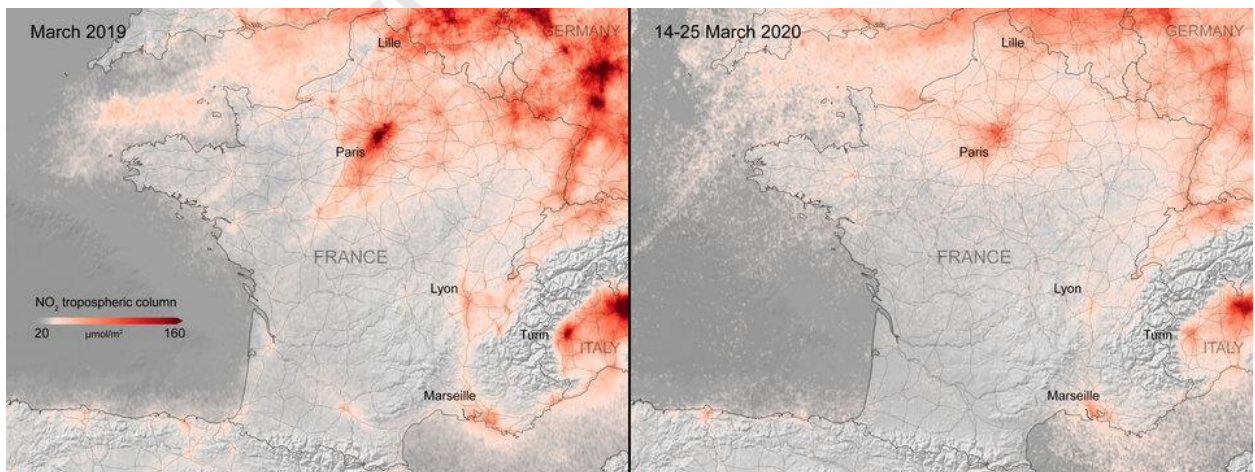 March 2019
Lille
GERMANY
Paris
FRANCE
Lyon
NO₂ tropospheric column
20 µmol/m² 160
Turin
ITALY
Marseille
14-25 March 2020
Lille
GERMANY
Paris
FRANCE
Lyon
Turin
ITALY
Marseille